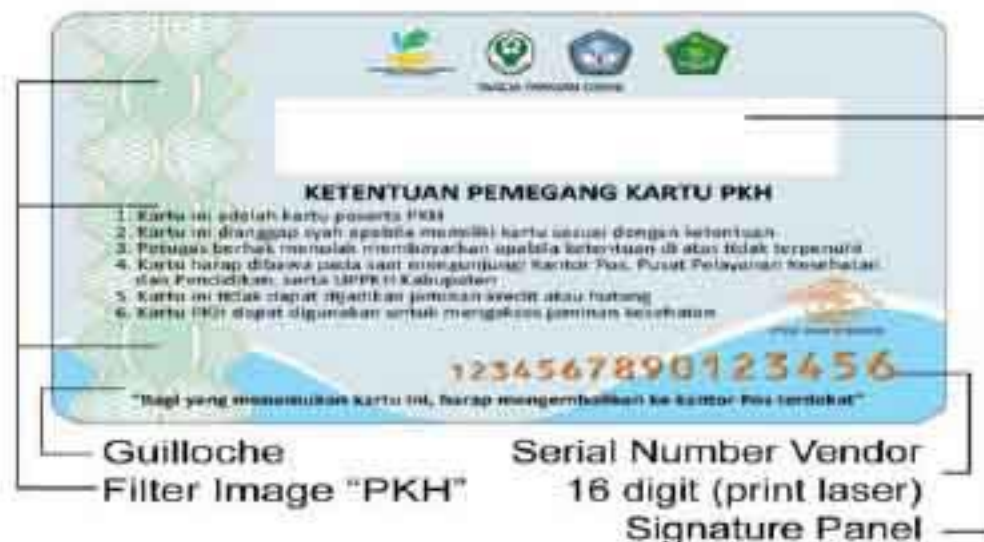 TANDA TANGAN
KETENTUAN PEMEGANG KARTU PKH
1. Kartu ini adalah kartu peserta PKH
2. Kartu ini dianggap syah apabila memiliki kartu sesuai dengan ketentuan
3. Petugas berhak menolak membayarkan apabila ketentuan di atas tidak terpenuhi
4. Kartu harap dibawa pada saat mengunjungi Kantor Pos, Pusat Pelayanan Kesehatan
dan Pendidikan, serta UPPKH Kabupaten
5. Kartu ini tidak dapat dijadikan jaminan kredit atau hutang
6. Kartu PKH dapat digunakan untuk mengakses jaminan kesehatan
1234567890123456
"Bagi yang menemukan kartu ini, harap mengembalikan ke kantor Pos terdekat"
Guilloche
Filter Image "PKH"
Serial Number Vendor
16 digit (print laser)
Signature Panel